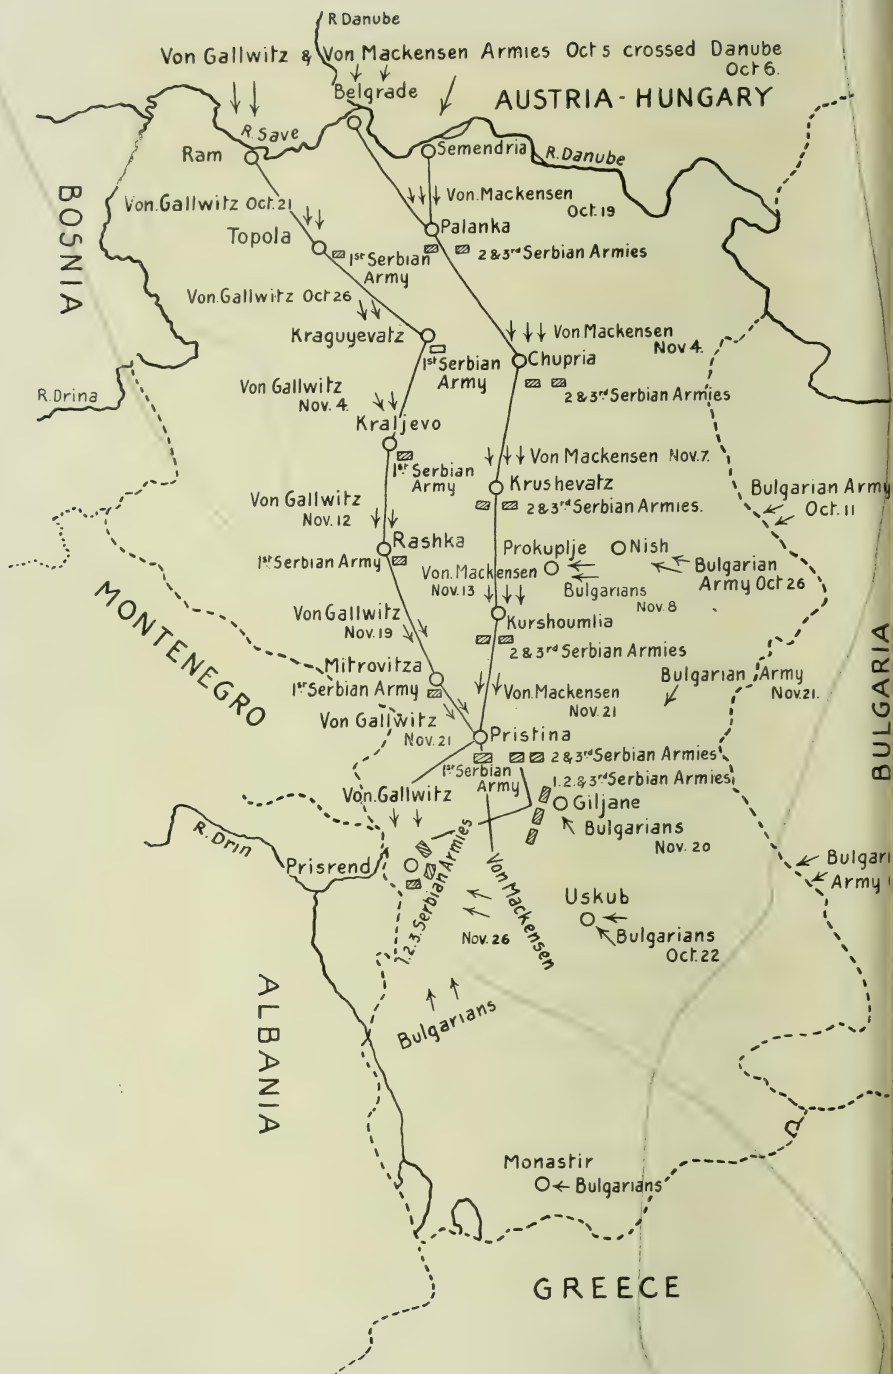 R Danube
Von Gallwitz & Von Mackensen Armies Oct 5 crossed Danube
Oct 6.
Belgrade
AUSTRIA-HUNGARY
R. Save
Ram
Semendria
R. Danube
BOSNIA
Von. Gallwitz Oct. 21
Von. Mackensen
Oct. 19
Palanka
Topola
1st Serbian
Army
2 & 3rd Serbian Armies
Von. Gallwitz Oct 26
Kraguyevatz
Von. Mackensen
Nov 4.
1st Serbian
Army
Chupria
R. Drina
Von Gallwitz
Nov. 4.
2 & 3rd Serbian Armies
Kraljevo
1st Serbian
Army
Von Mackensen Nov. 7.
Krushevatz
2 & 3rd Serbian Armies.
Bulgarian Army
Oct. 11
Von Gallwitz
Nov. 12
Rashka
1st Serbian Army
Prokuplje
Nish
Von. Mackensen
Nov. 13
Bulgarians
Nov. 8
Bulgarian
Army Oct 26
MONTENEGRO
Von Gallwitz
Nov. 19
Kurshoumlia
2 & 3rd Serbian Armies
BULGARIA
Mitrovitza
1st Serbian Army
Von. Mackensen
Nov. 21
Bulgarian Army
Nov. 21.
Von Gallwitz
Nov. 21
Pristina
1st Serbian
Army
2 & 3rd Serbian Armies
1. 2. & 3rd Serbian Armies
Von. Gallwitz
Giljane
Bulgarians
Nov. 20
R. Drin
Prisrend
1. 2. 3. Serbian Armies
Von Mackensen
Nov. 26
Bulgari
Army
Uskub
Bulgarians
Oct. 22
Bulgarians
ALBANIA
Monastir
Bulgarians
GREECE